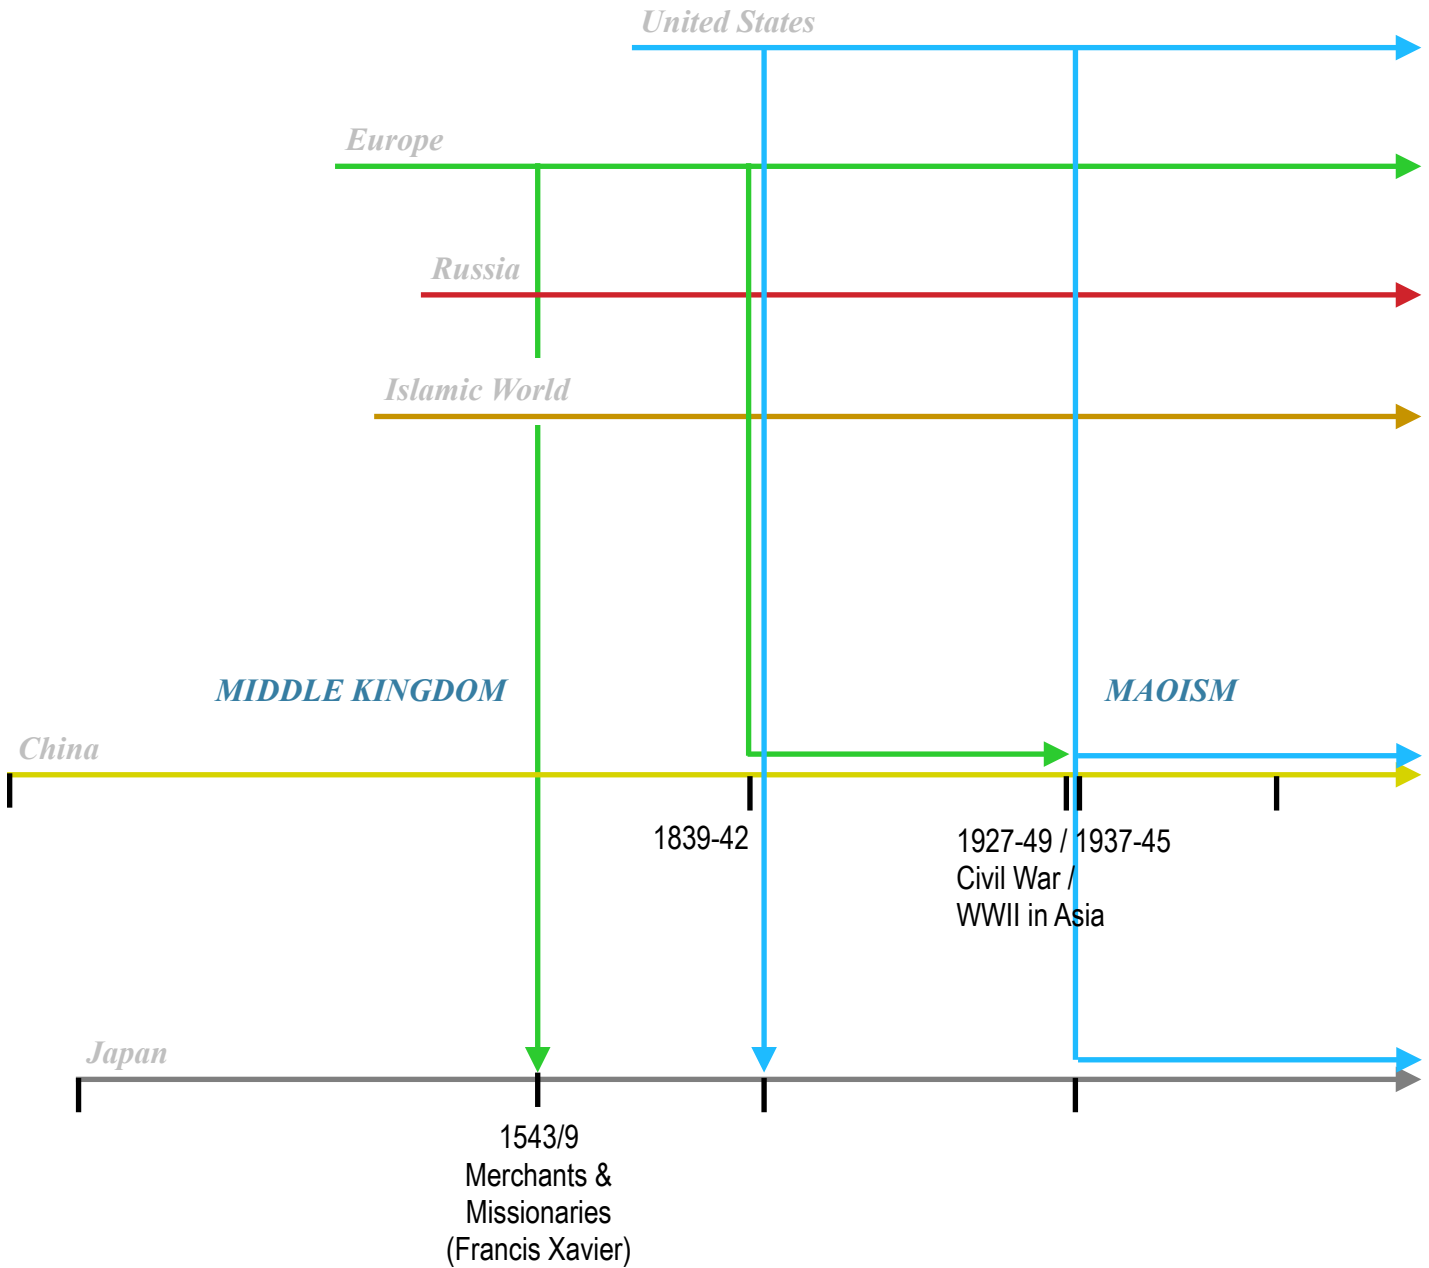 United States
Europe
Russia
Islamic World
MIDDLE KINGDOM
MAOISM
China
1839-42
1927-49 / 1937-45
Civil War /
WWII in Asia
Japan
1543/9
Merchants &
Missionaries
(Francis Xavier)